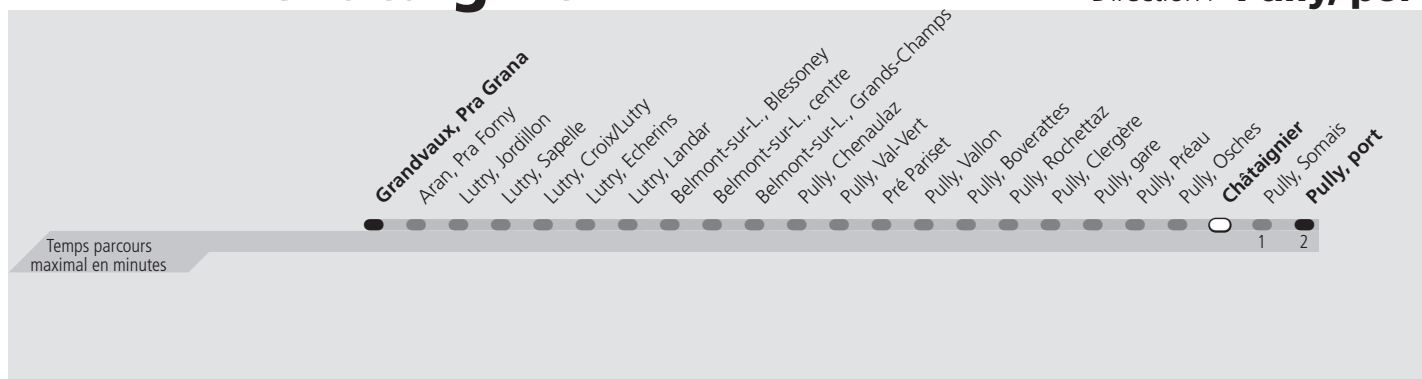 Grandvaux, Pra Grana
Aran, Pra Forny
Lutry, Jordillon
Lutry, Sapelle
Lutry, Croix/Lutry
Lutry, Echerins
Lutry, Landar
Belmont-sur-L., Blessoney
Belmont-sur-L., centre
Belmont-sur-L., Grands-Champs
Pully, Chenaulaz
Pully, Val-Vert
Pré Pariset
Pully, Vallon
Pully, Boverattes
Pully, Rochettaz
Pully, Clergère
Pully, gare
Pully, Préau
Pully, Osches
Châtaignier
Pully, Somais
Pully, port
Temps parcours
maximal en minutes
1 2